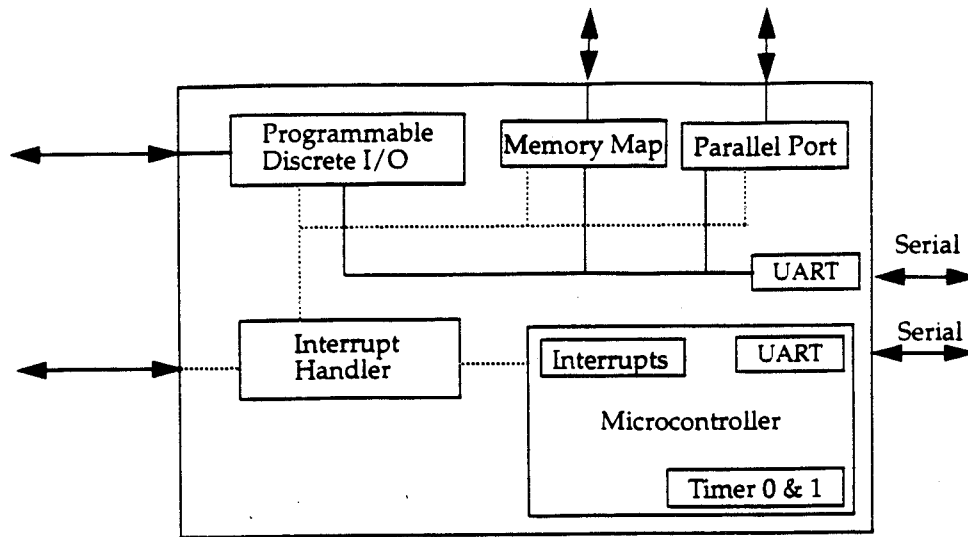 Programmable
Discrete I/O
Memory Map
Parallel Port
Serial
UART
Serial
Interrupt
Handler
Interrupts
UART
Microcontroller
Timer 0 & 1